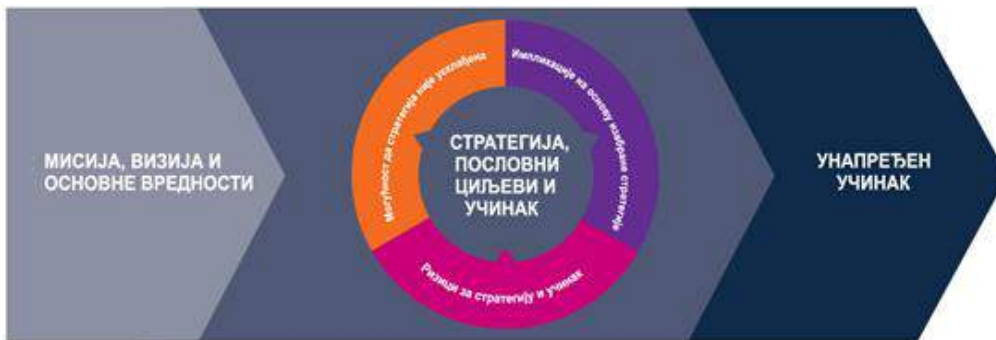 МИСИЈА, ВИЗИЈА И
ОСНОВНЕ ВРЕДНОСТИ
Могућност да стратегија није усклађена
Импликације на основу изабране стратегије
СТРАТЕГИЈА,
ПОСЛОВНИ
ЦИЉЕВИ И
УЧИНАК
Ризици за стратегију и учинак
УНАПРЕЂЕН
УЧИНАК